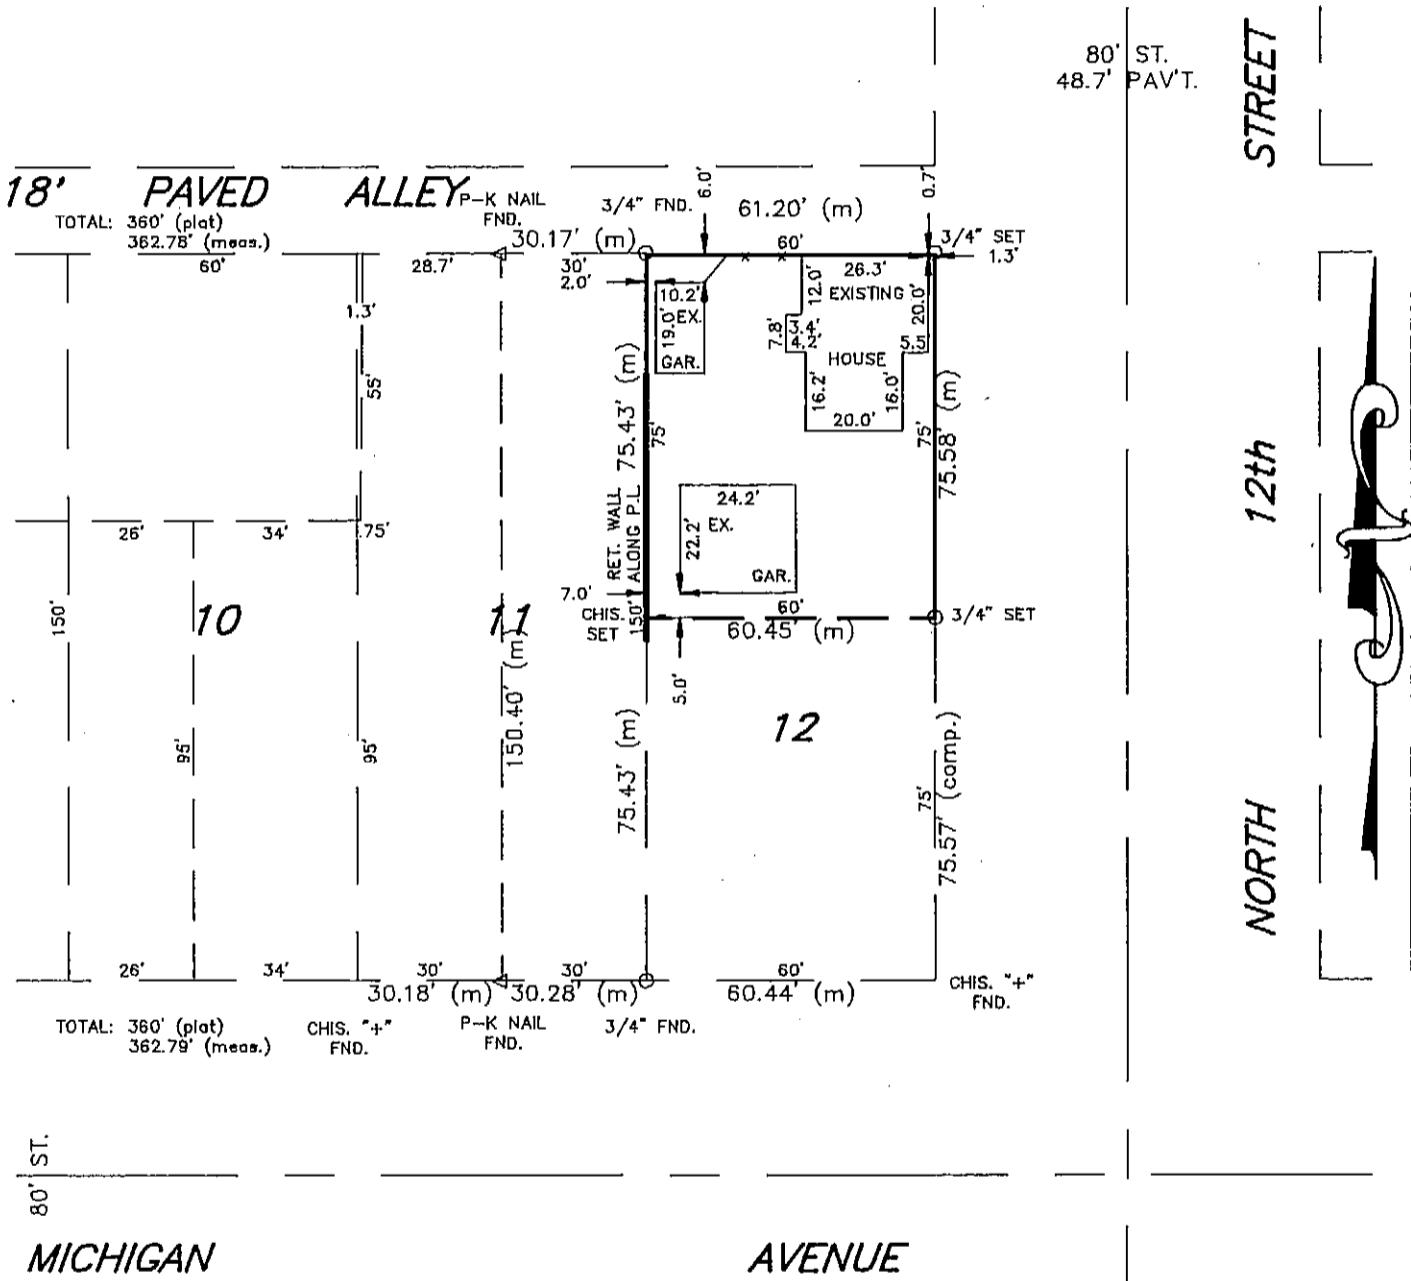 80' ST.
48.7' PAV'T.
STREET
18' PAVED ALLEY
TOTAL: 360' (plat)
362.78' (meas.)
P-K NAIL
FND.
3/4" FND.
6.0'
61.20' (m)
0.7'
3/4" SET
1.3'
30.17' (m)
60'
60'
28.7'
30'
2.0'
1.3'
10.2'
19.0'
EX.
GAR.
12.0'
26.3'
EXISTING
20.0'
7.8'
3.4'
4.2'
5.5'
HOUSE
16.2'
16.0'
20.0'
55'
75.43' (m)
75'
75'
75.58' (m)
12th
RET. WALL
ALONG P.L.
24.2'
22.2'
EX.
GAR.
26'
34'
75'
7.0'
CHIS.
SET
150'
60'
60.45' (m)
3/4" SET
5.0'
150'
10
11
12
150.40' (m)
95'
95'
75.43' (m)
75'
75.57' (comp.)
NORTH
26'
34'
30'
30'
60'
30.18' (m)
30.28' (m)
60.44' (m)
CHIS. "+"
FND.
TOTAL: 360' (plat)
362.79' (meas.)
CHIS. "+"
FND.
P-K NAIL
FND.
3/4" FND.
80' ST.
MICHIGAN AVENUE